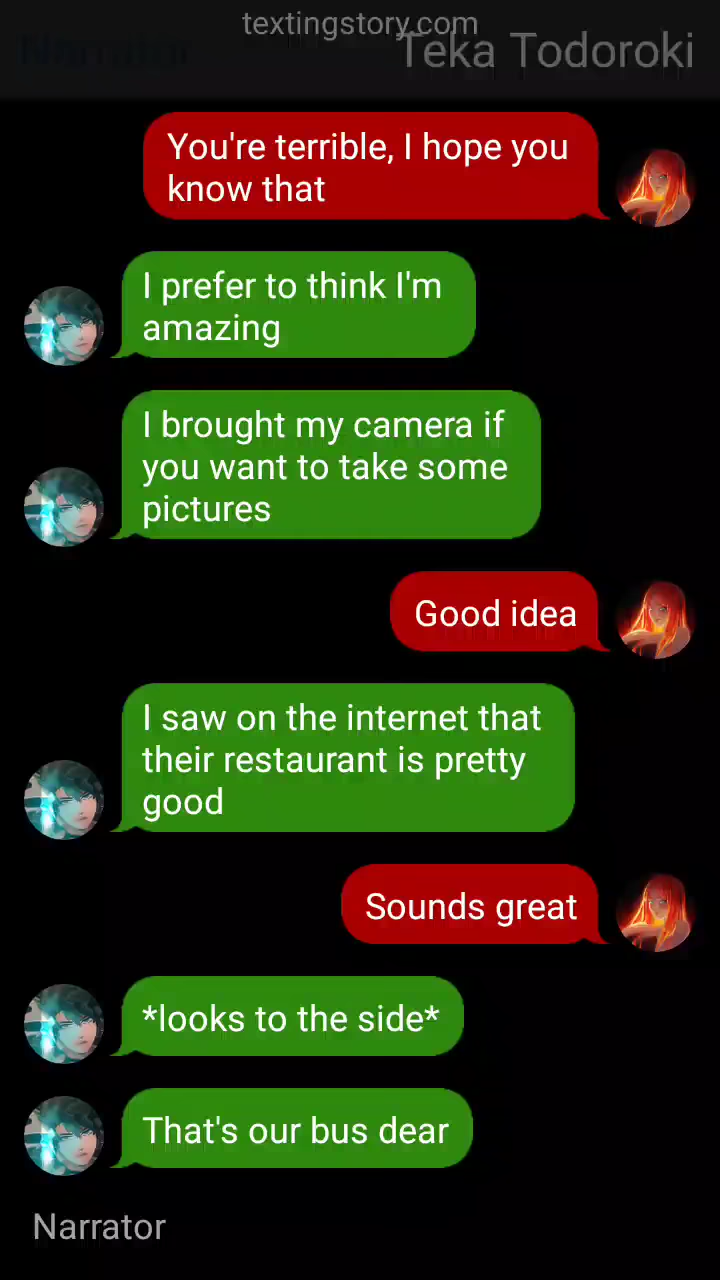 textingstory.com
Narrator
Teka Todoroki
You're terrible, I hope you
know that
I prefer to think I'm
amazing
I brought my camera if
you want to take some
pictures
Good idea
I saw on the internet that
their restaurant is pretty
good
Sounds great
*looks to the side*
That's our bus dear
Narrator